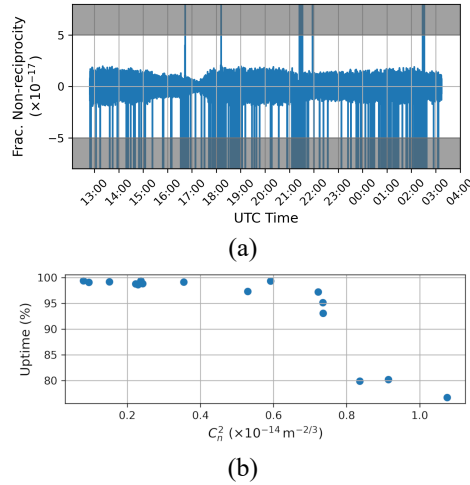 Frac. Non-reciprocity
(×10⁻¹⁷)
5
0
−5
13:00 14:00 15:00 16:00 17:00 18:00 19:00 20:00 21:00 22:00 23:00 00:00 01:00 02:00 03:00 04:00
UTC Time
(a)
Uptime (%)
100
95
90
85
80
0.2 0.4 0.6 0.8 1.0
C_n^2 (×10⁻¹⁴ m⁻²ᐟ³)
(b)